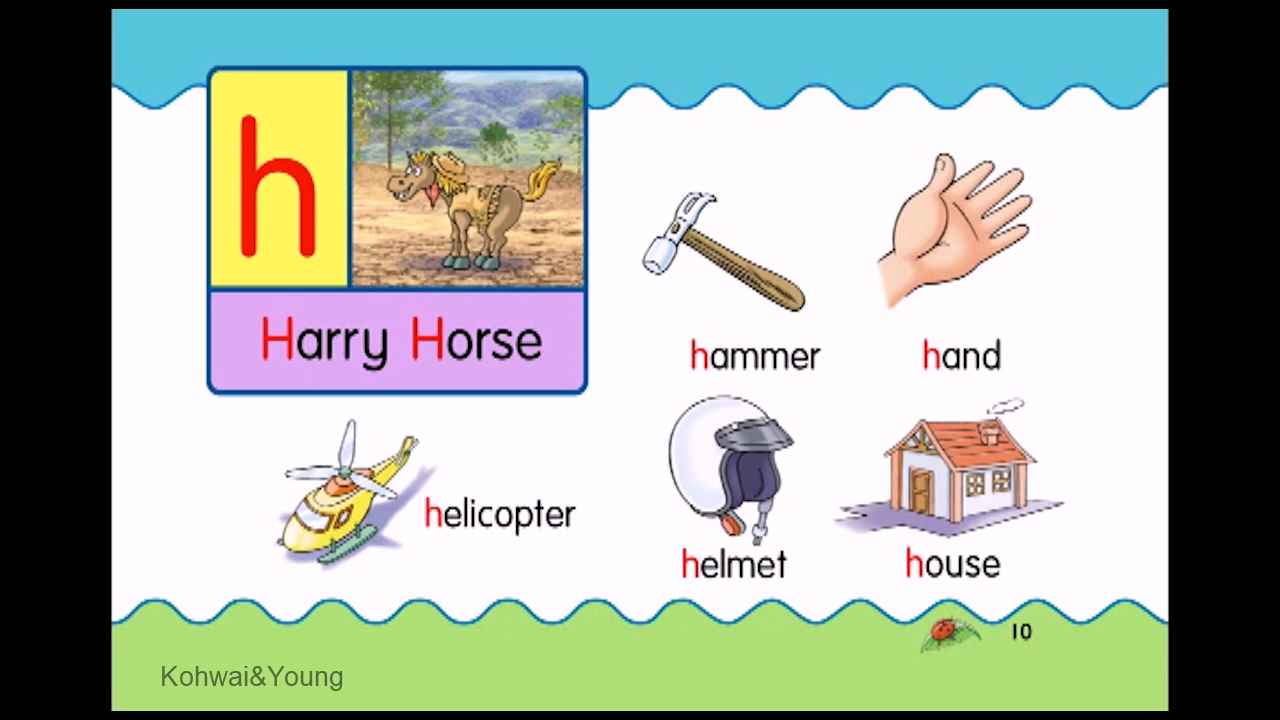 h
Harry Horse
hammer
hand
helicopter
helmet
house
10
Kohwai&Young